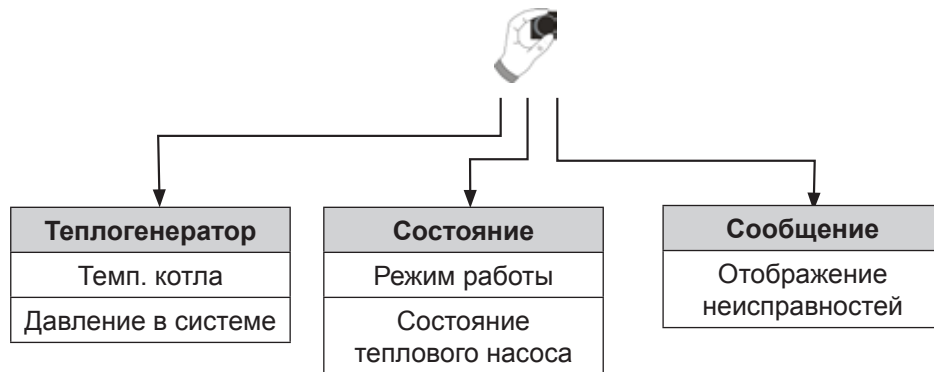 Теплогенератор
Темп. котла
Давление в системе
Состояние
Режим работы
Состояние
теплового насоса
Сообщение
Отображение
неисправностей